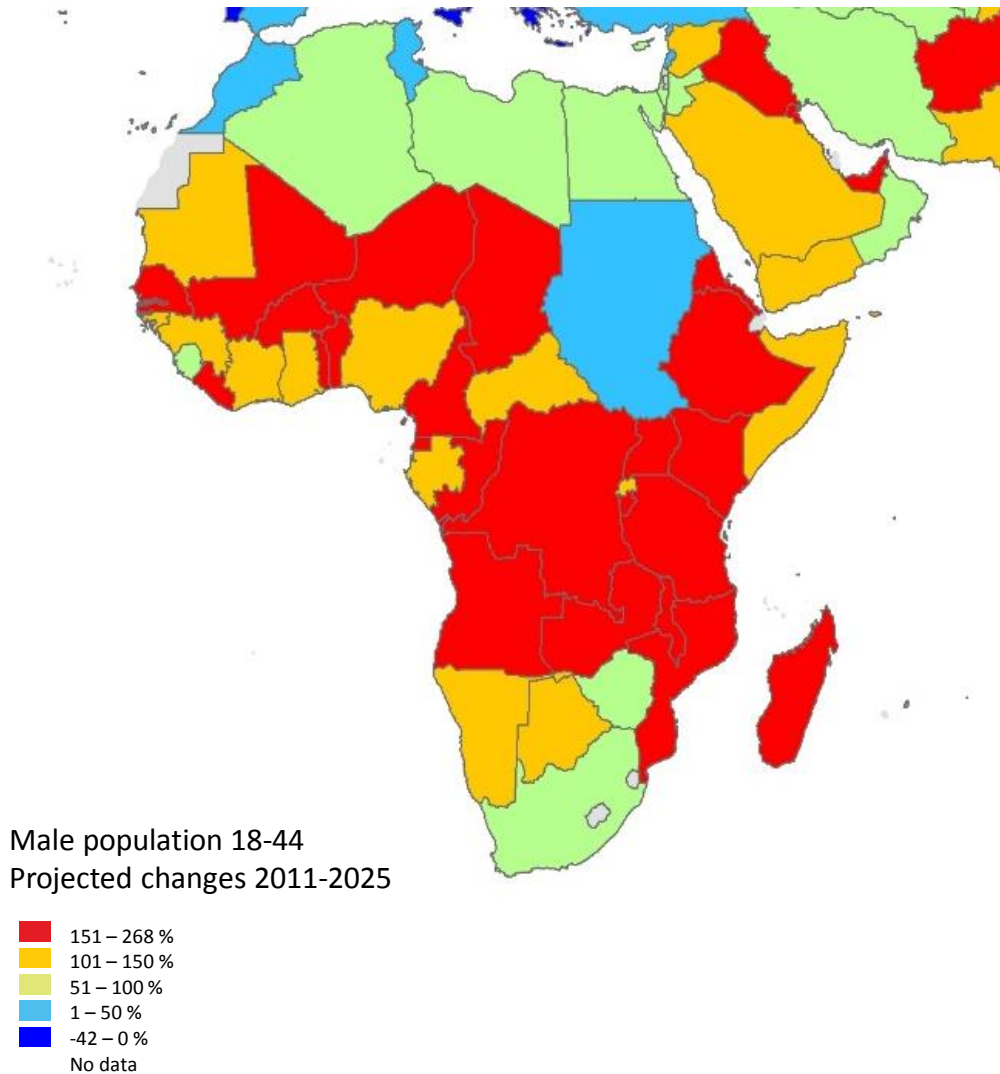 Male population 18-44
Projected changes 2011-2025
151 – 268 %
101 – 150 %
51 – 100 %
1 – 50 %
-42 – 0 %
No data